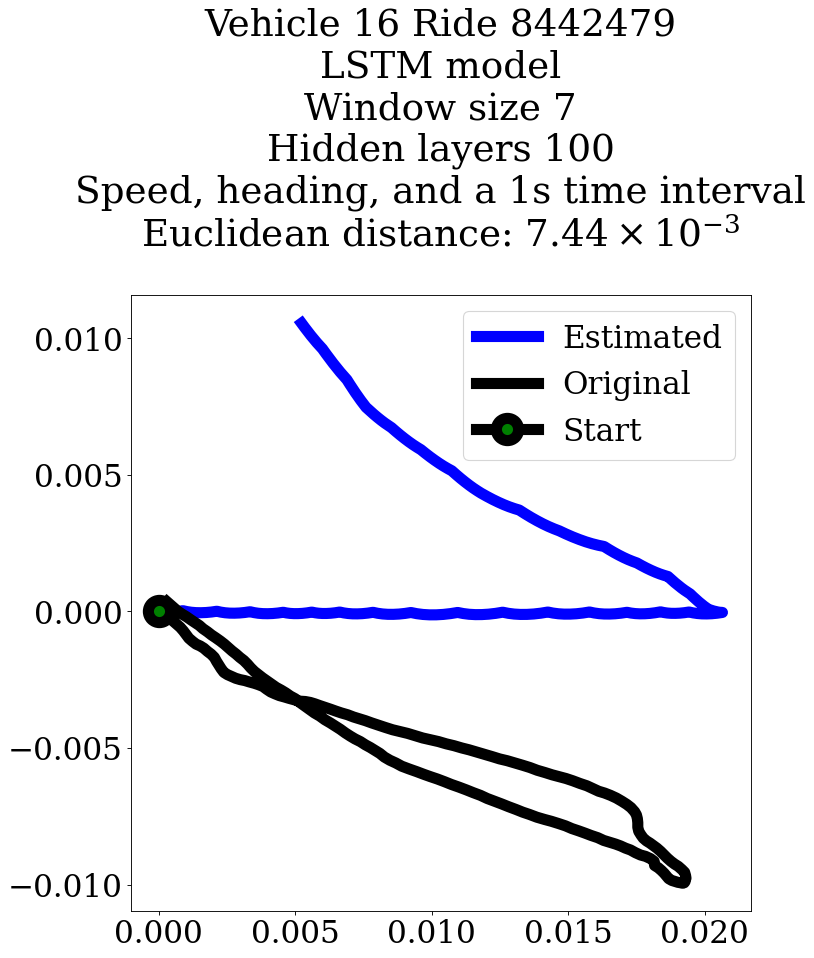 Vehicle 16 Ride 8442479
LSTM model
Window size 7
Hidden layers 100
Speed, heading, and a 1s time interval
Euclidean distance: 7.44 × 10⁻³
Estimated
Original
Start
0.010
0.005
0.000
−0.005
−0.010
0.000 0.005 0.010 0.015 0.020